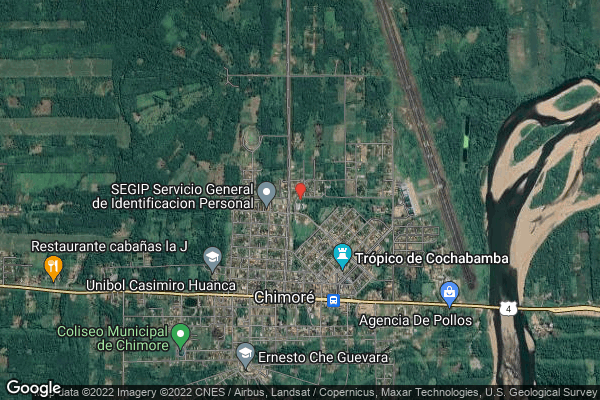 SEGIP Servicio General
de Identificacion Personal
Restaurante cabañas la J
Trópico de Cochabamba
Unibol Casimiro Huanca
Chimoré
4
Agencia De Pollos
Coliseo Municipal
de Chimore
Ernesto Che Guevara
Google
data ©2022 Imagery ©2022 CNES / Airbus, Landsat / Copernicus, Maxar Technologies, U.S. Geological Survey